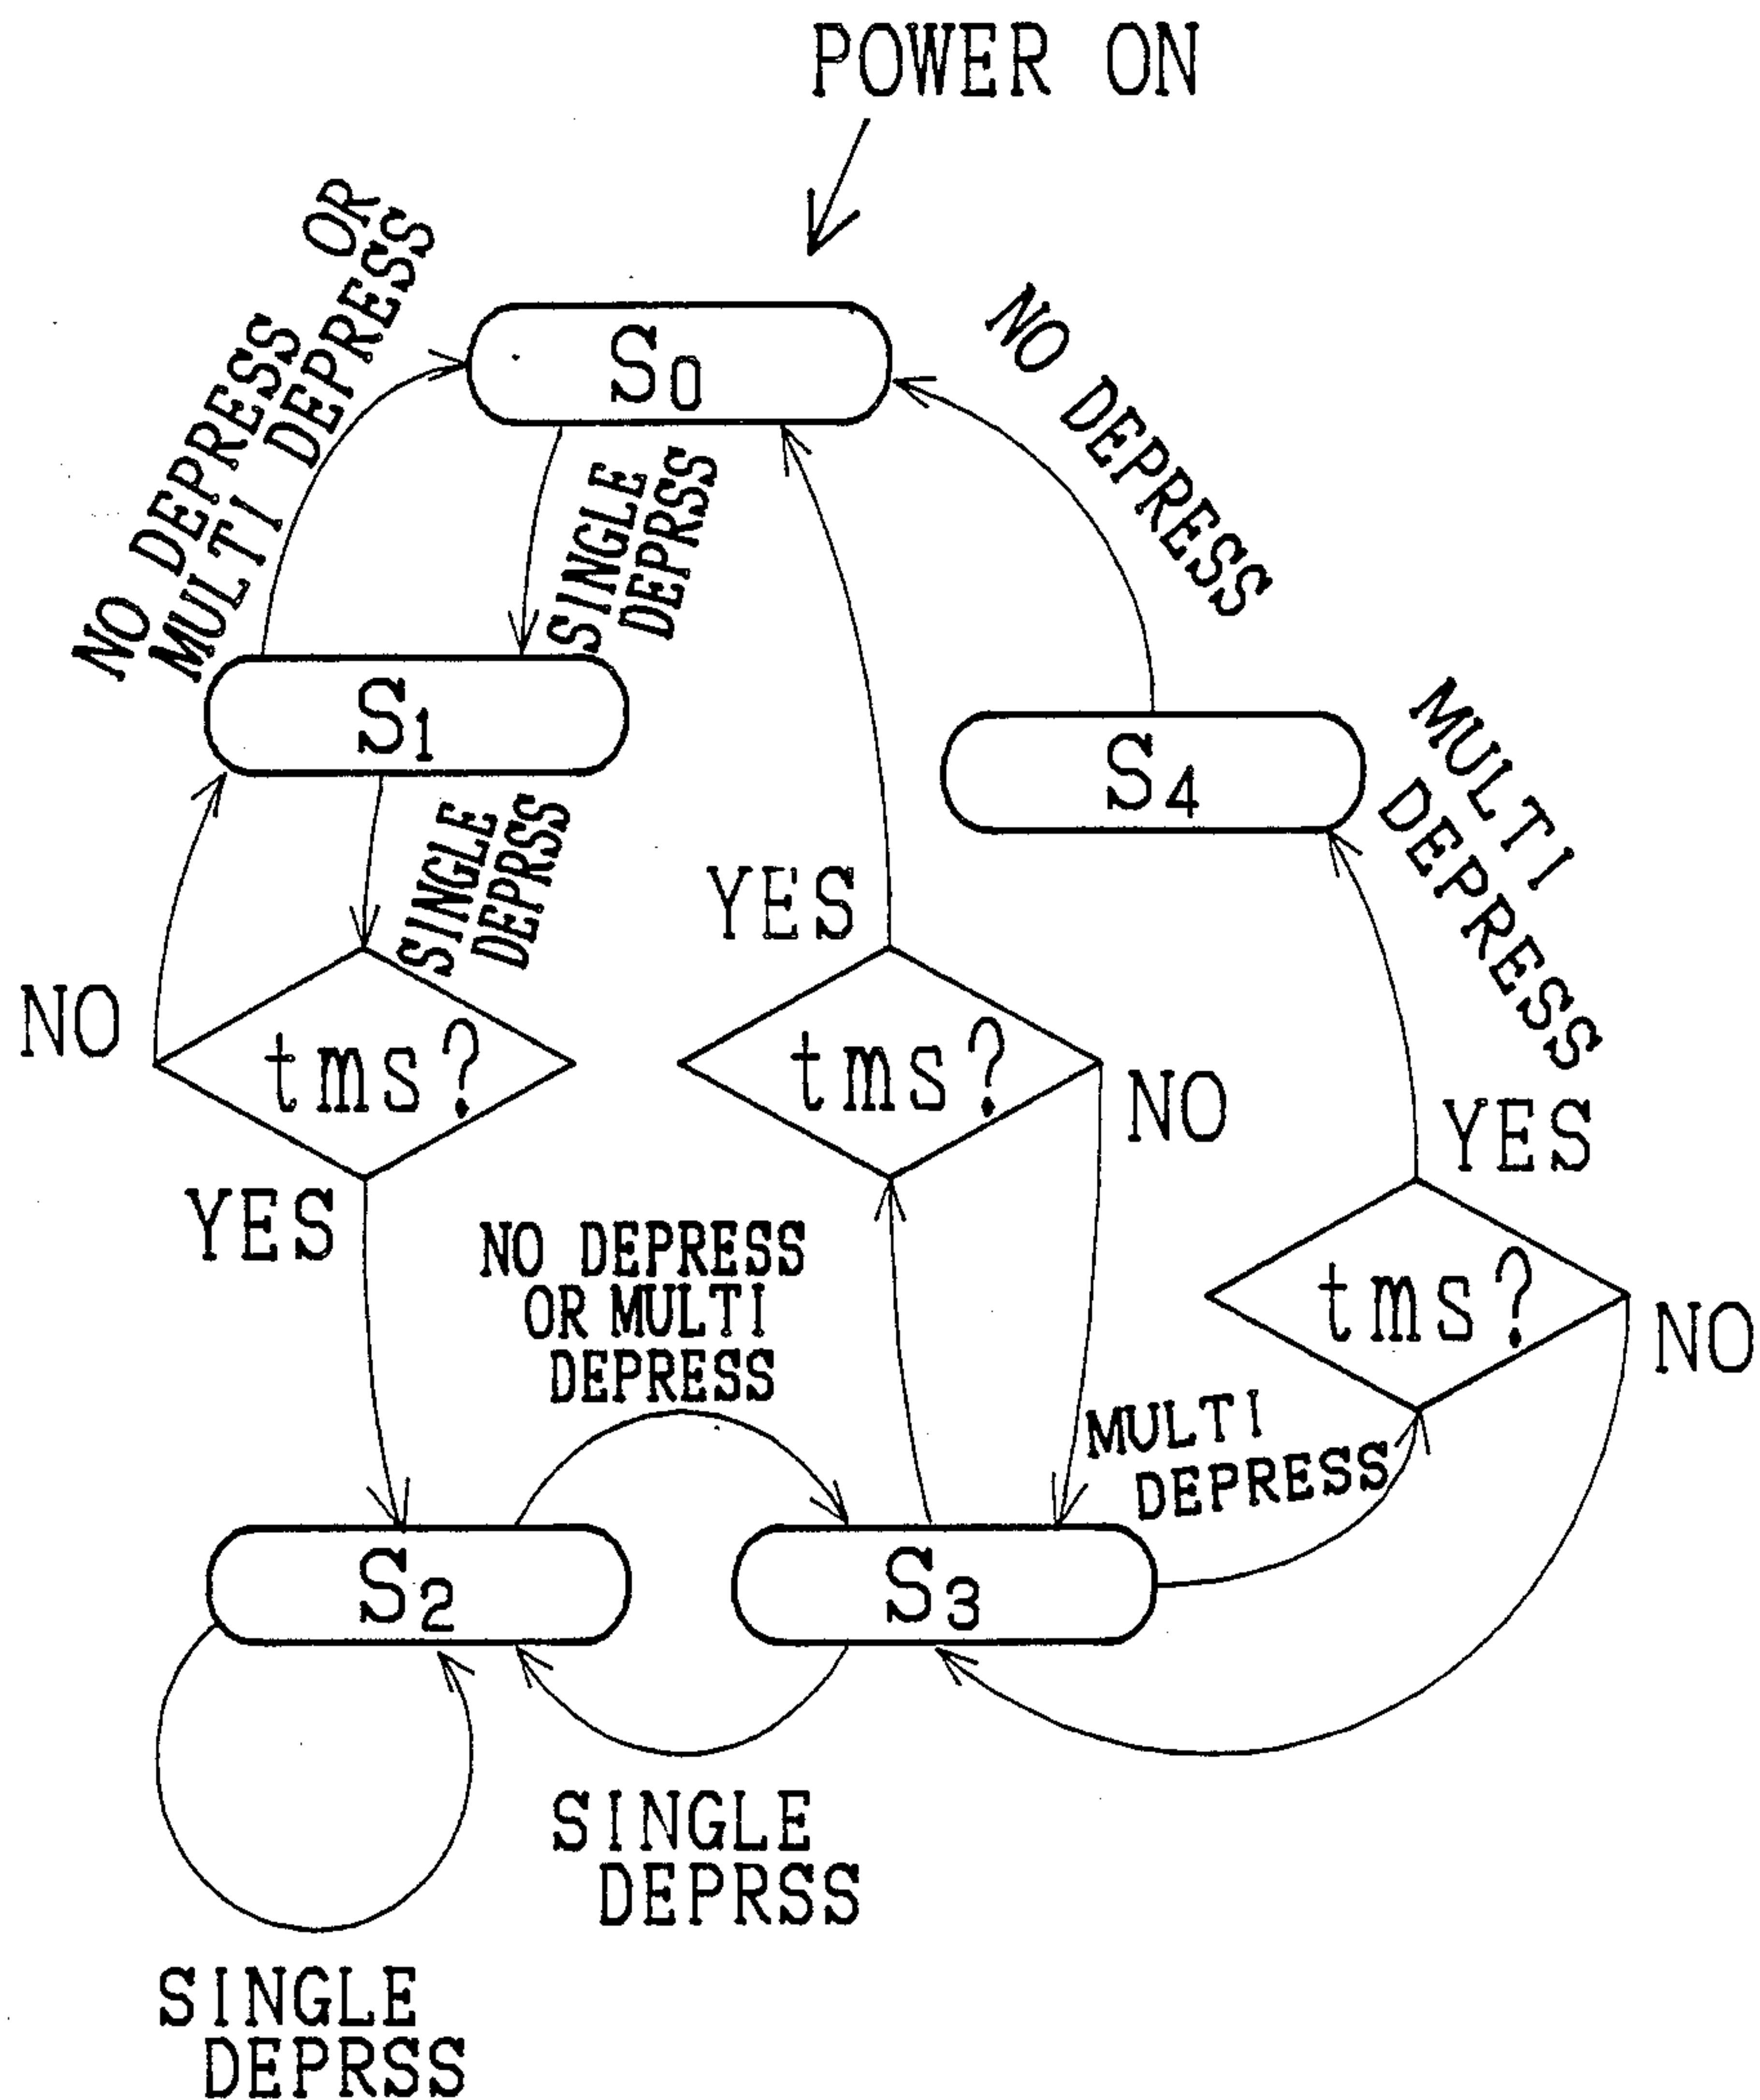 POWER ON
NO DEPRESS OR
MULTI DEPRESS
S0
NO DEPRESS
SINGLE
DEPRSS
S1
S4
MULTI
DEPRESS
SINGLE
DEPRSS
YES
NO
tms?
tms?
NO
YES
YES
NO DEPRESS
OR MULTI
DEPRESS
tms?
NO
MULTI
DEPRESS
S2
S3
SINGLE
DEPRSS
SINGLE
DEPRSS